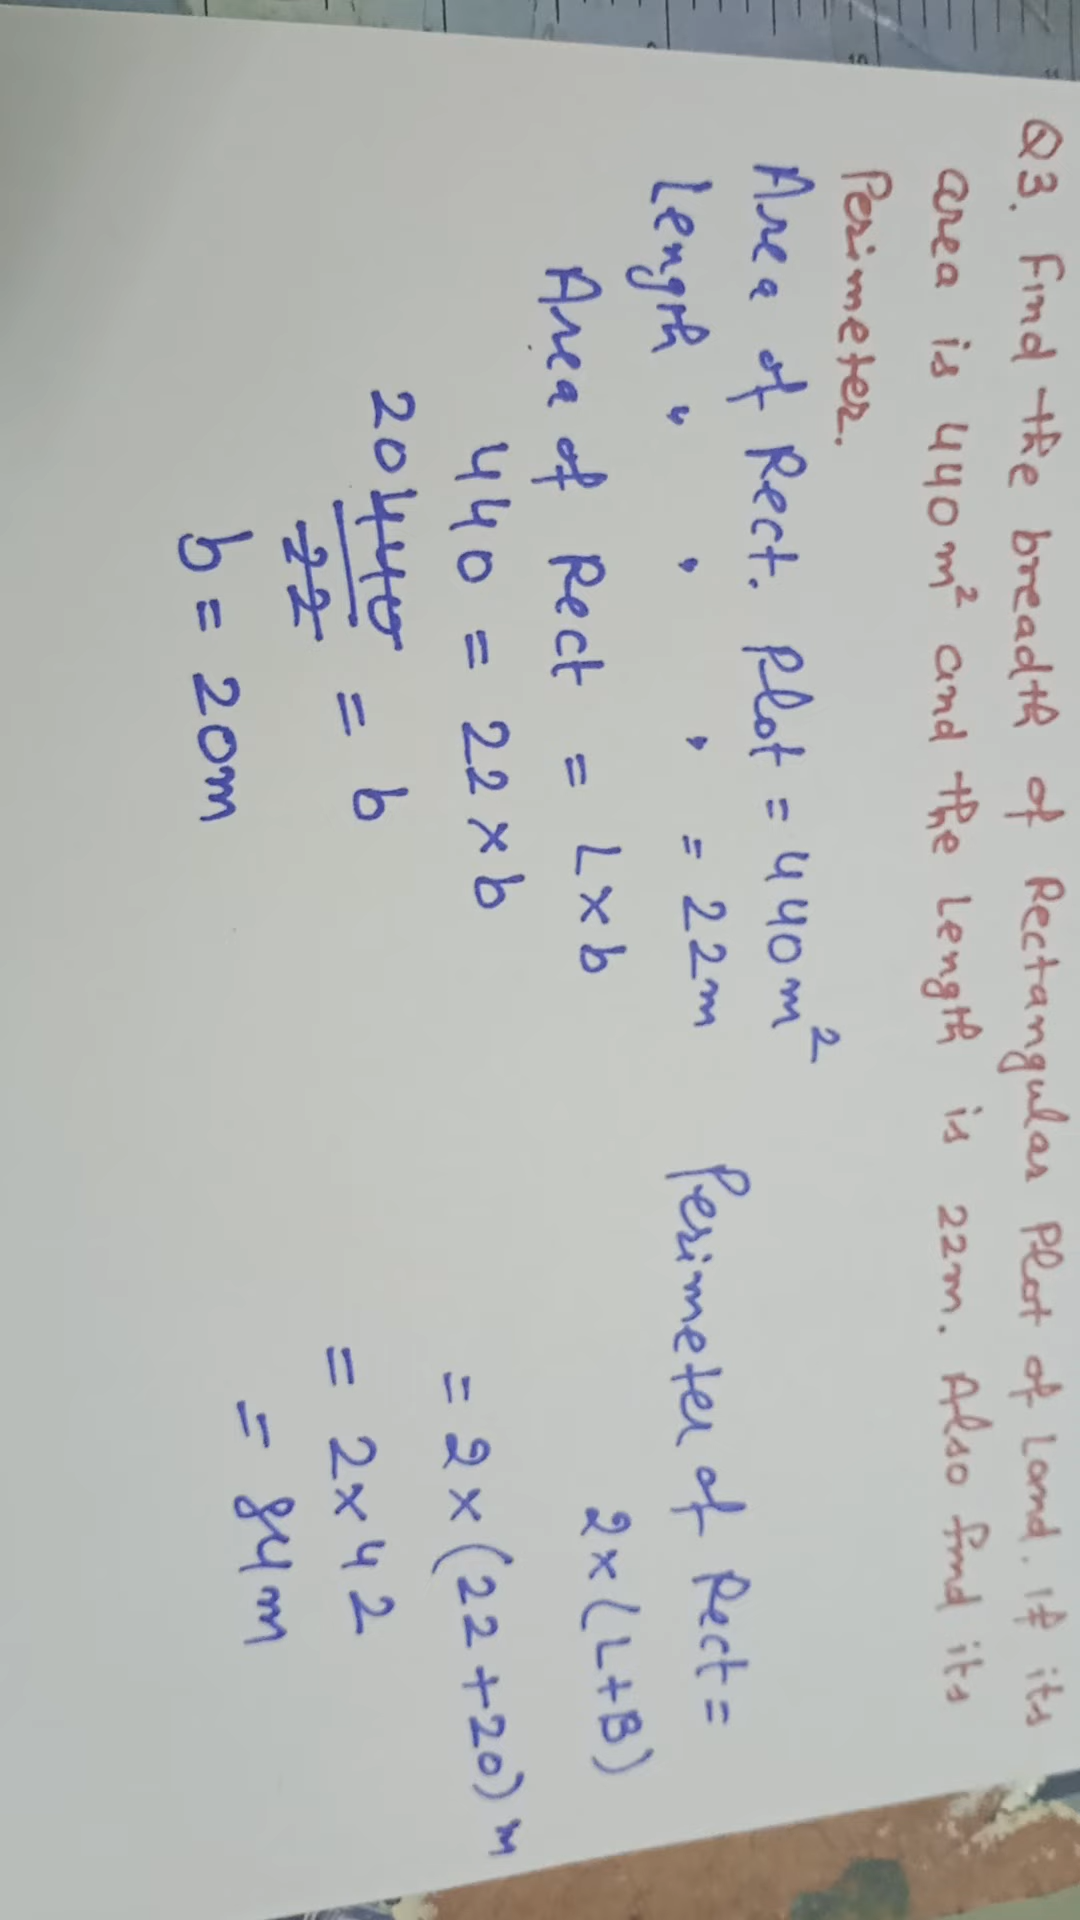 Q3. Find the breadth of Rectangular Plot of Land. If its
area is 440m² and the Length is 22m. Also find its
Perimeter.
Area of Rect. Plot = 440m²
Length " " " = 22m
Area of Rect = L×b
440 = 22×b
20 440/22 = b
b = 20m
Perimeter of Rect =
2×(L+B)
= 2×(22+20)m
= 2×42
= 84m